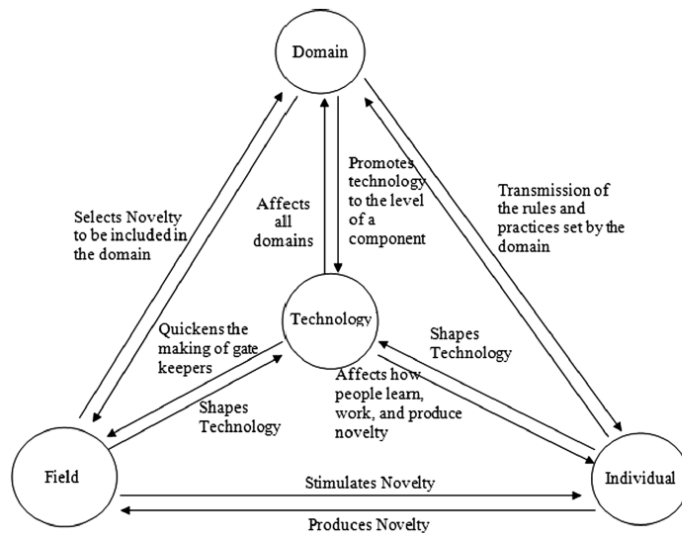 Domain
Promotes
technology
to the level
of a
component
Affects
all
domains
Selects Novelty
to be included in
the domain
Transmission of
the rules and
practices set by the
domain
Technology
Quickens the
making of gate
keepers
Shapes
Technology
Shapes
Technology
Affects how
people learn,
work, and produce
novelty
Field
Individual
Stimulates Novelty
Produces Novelty